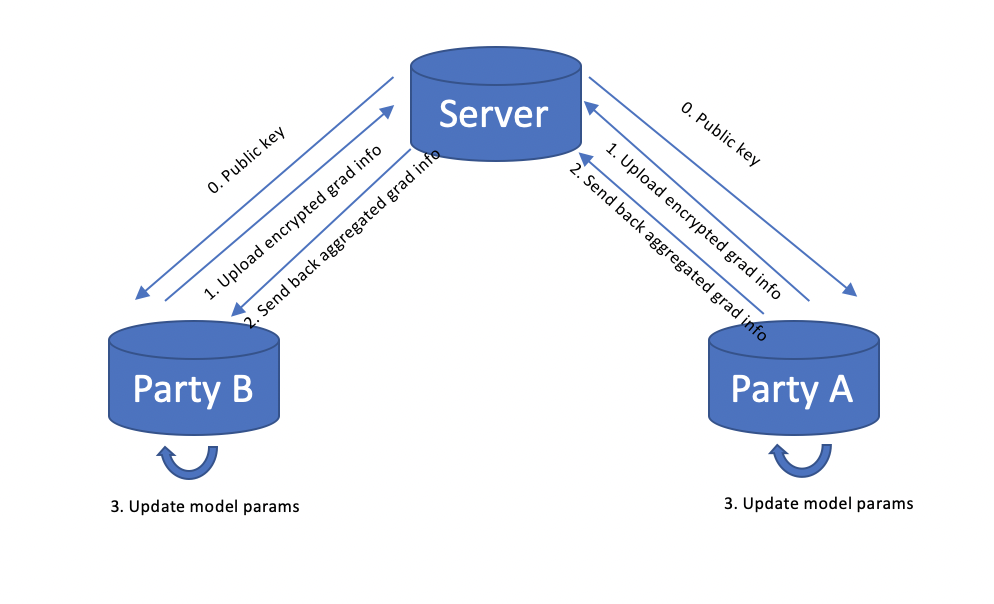 Server
0. Public key
1. Upload encrypted grad info
2. Send back aggregated grad info
0. Public key
1. Upload encrypted grad info
2. Send back aggregated grad info
Party B
Party A
3. Update model params
3. Update model params